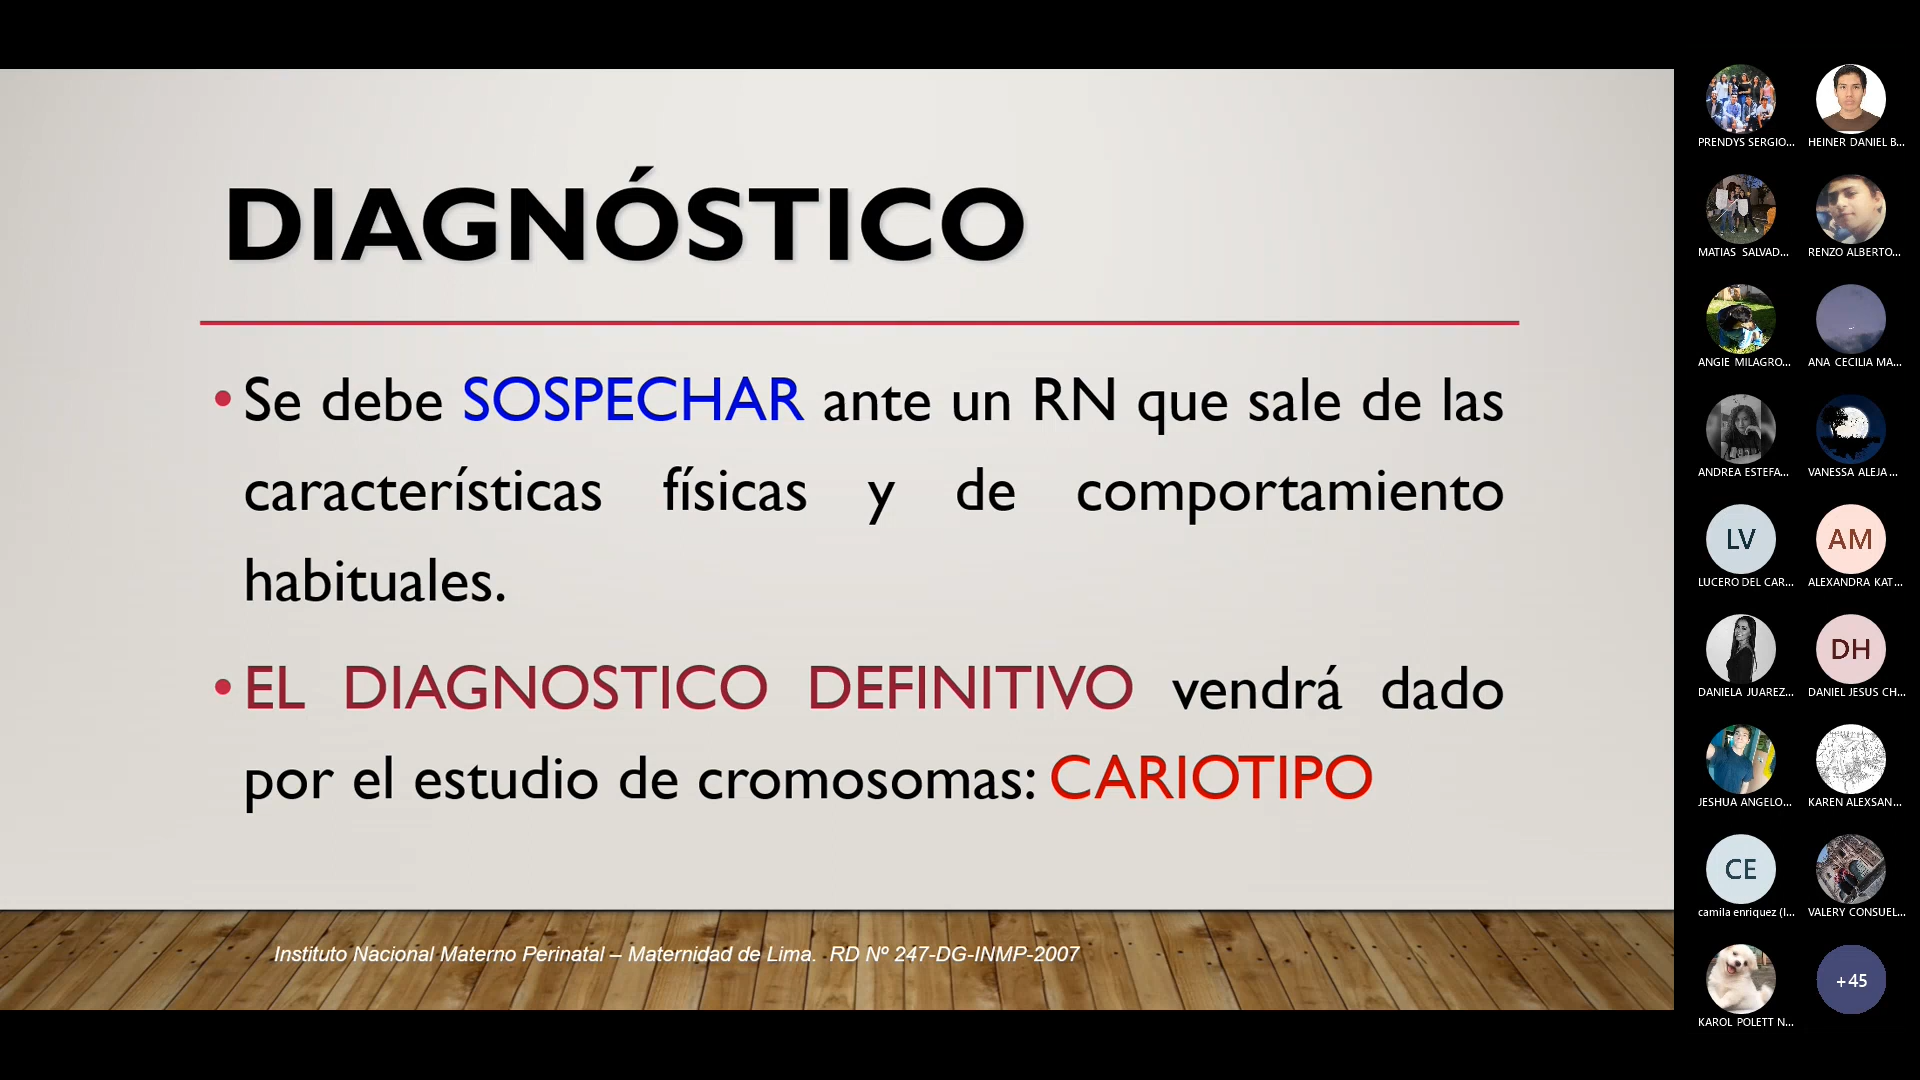 DIAGNÓSTICO
• Se debe SOSPECHAR ante un RN que sale de las
características físicas y de comportamiento
habituales.
• EL DIAGNOSTICO DEFINITIVO vendrá dado
por el estudio de cromosomas: CARIOTIPO
Instituto Nacional Materno Perinatal – Maternidad de Lima. RD Nº 247-DG-INMP-2007
PRENDYS SERGIO...
HEINER DANIEL B...
MATIAS SALVAD...
RENZO ALBERTO...
ANGIE MILAGRO...
ANA CECILIA MA...
ANDREA ESTEFA...
VANESSA ALEJA...
LV
AM
LUCERO DEL CAR...
ALEXANDRA KAT...
DH
DANIELA JUAREZ...
DANIEL JESUS CH...
JESHUA ANGELO...
KAREN ALEXSAN...
CE
camila enriquez (I...
VALERY CONSUEL...
+45
KAROL POLETT N...